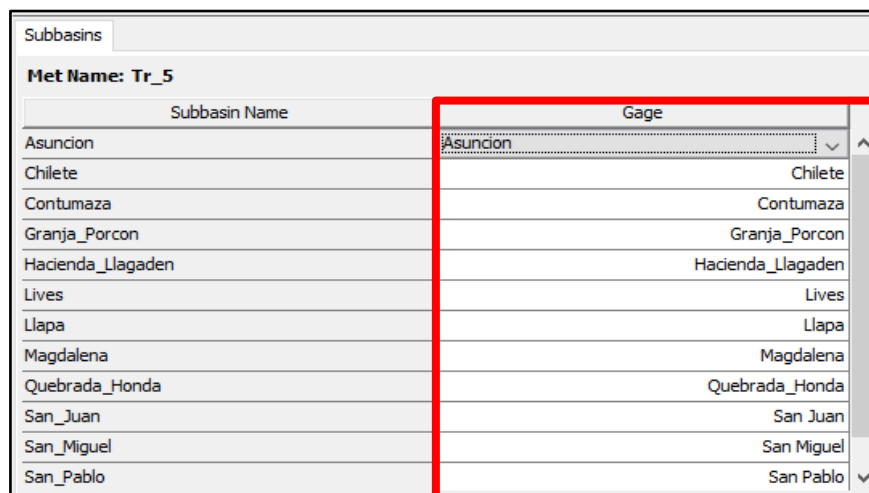 Subbasins
Met Name: Tr_5
Subbasin Name Gage
Asuncion Asuncion
Chilete Chilete
Contumaza Contumaza
Granja_Porcon Granja_Porcon
Hacienda_Llagaden Hacienda_Llagaden
Lives Lives
Llapa Llapa
Magdalena Magdalena
Quebrada_Honda Quebrada_Honda
San_Juan San Juan
San_Miguel San Miguel
San_Pablo San Pablo